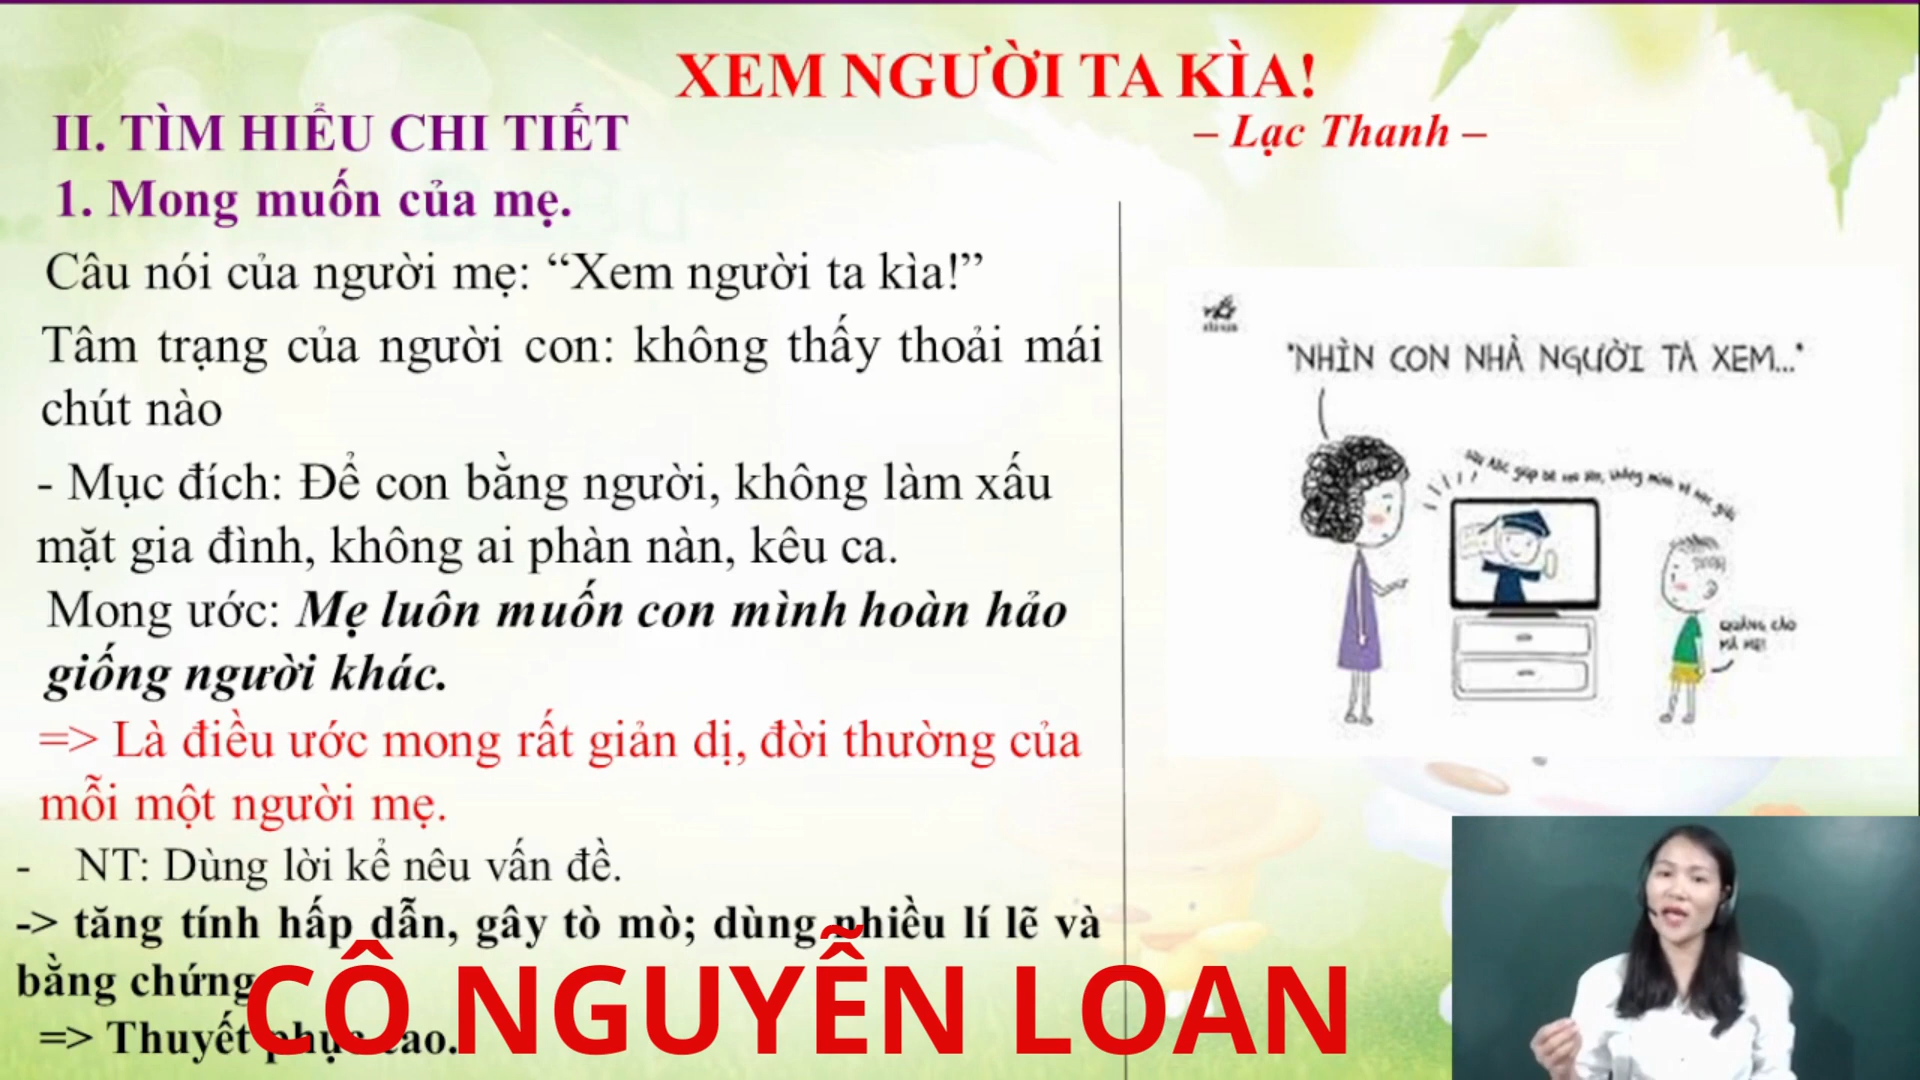 XEM NGƯỜI TA KÌA!
– Lạc Thanh –
II. TÌM HIỂU CHI TIẾT
1. Mong muốn của mẹ.
Câu nói của người mẹ: “Xem người ta kìa!”
Tâm trạng của người con: không thấy thoải mái
chút nào
- Mục đích: Để con bằng người, không làm xấu
mặt gia đình, không ai phàn nàn, kêu ca.
Mong ước: Mẹ luôn muốn con mình hoàn hảo
giống người khác.
=> Là điều ước mong rất giản dị, đời thường của
mỗi một người mẹ.
- NT: Dùng lời kể nêu vấn đề.
-> tăng tính hấp dẫn, gây tò mò; dùng nhiều lí lẽ và
bằng chứng
=> Thuyết phục cao.
CÔ NGUYỄN LOAN
"NHÌN CON NHÀ NGƯỜI TA XEM..."
QUẢNG CÁO
MÀ MẸ!